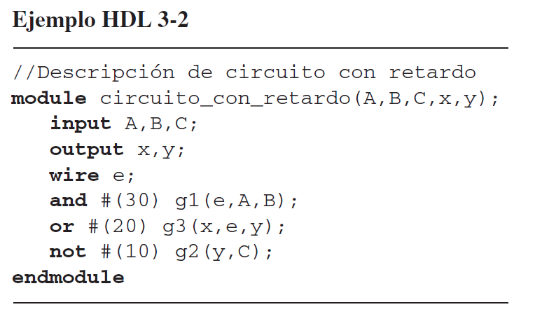 Ejemplo HDL 3-2
//Descripción de circuito con retardo
module circuito_con_retardo(A,B,C,x,y);
input A,B,C;
output x,y;
wire e;
and #(30) g1(e,A,B);
or #(20) g3(x,e,y);
not #(10) g2(y,C);
endmodule